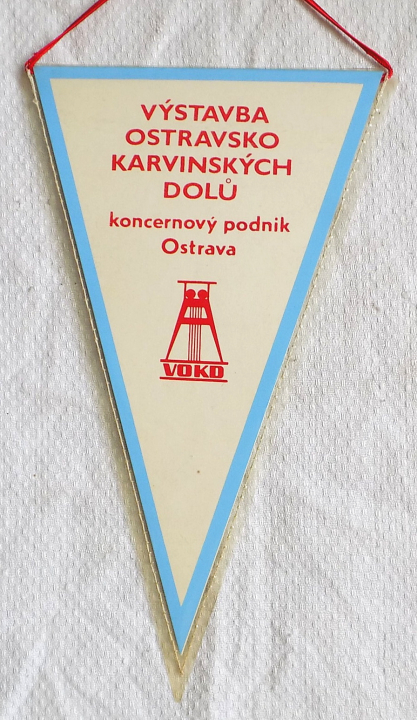 VÝSTAVBA
OSTRAVSKO
KARVINSKÝCH
DOLŮ
koncernový podnik
Ostrava
VOKD